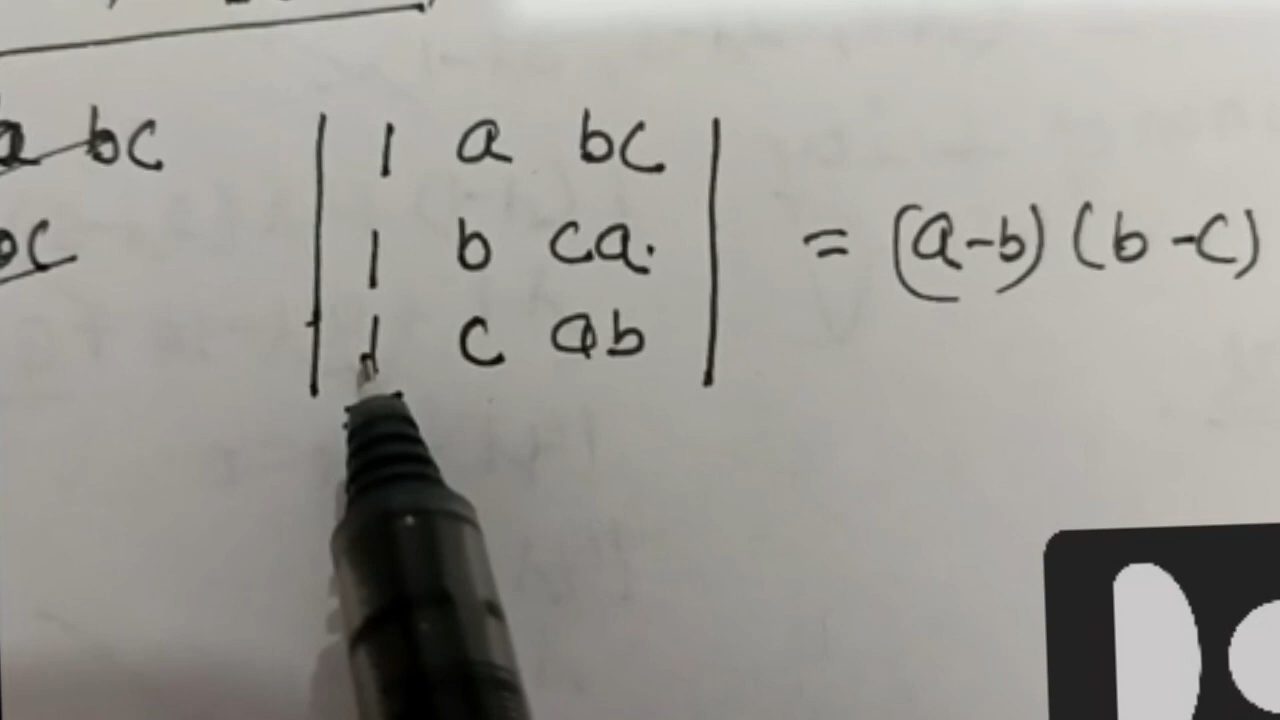 a bc | 1 a bc |
bc | 1 b ca. | = (a-b) (b-c)
| 1 c ab |